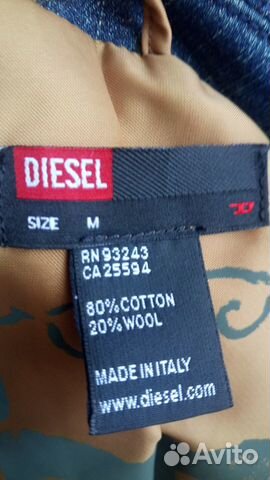 DIESEL
SIZE M
RN 93243
CA 25594
80% COTTON
20% WOOL
MADE IN ITALY
www.diesel.com
Avito